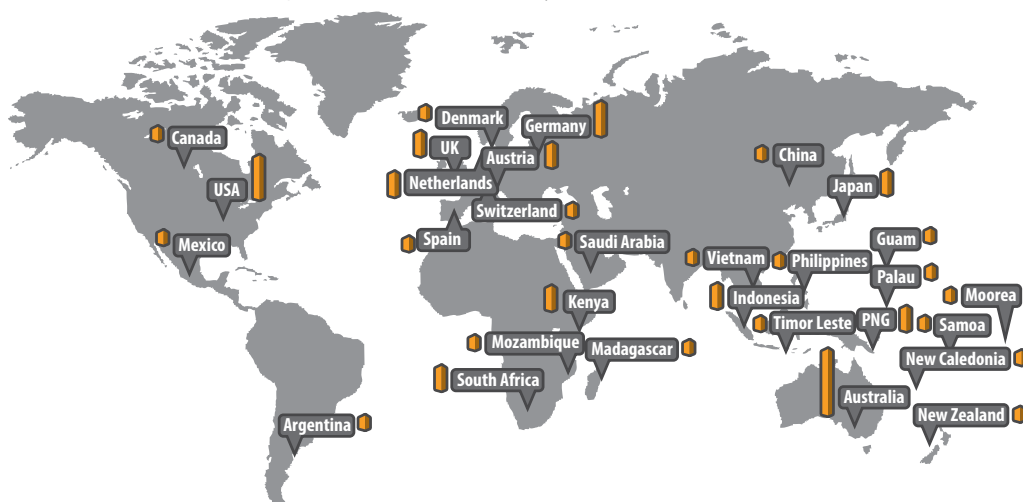 Denmark
Germany
Canada
UK
Austria
China
USA
Netherlands
Japan
Switzerland
Spain
Mexico
Saudi Arabia
Guam
Vietnam
Philippines
Palau
Kenya
Indonesia
Moorea
Timor Leste
PNG
Samoa
Mozambique
Madagascar
New Caledonia
South Africa
Australia
New Zealand
Argentina